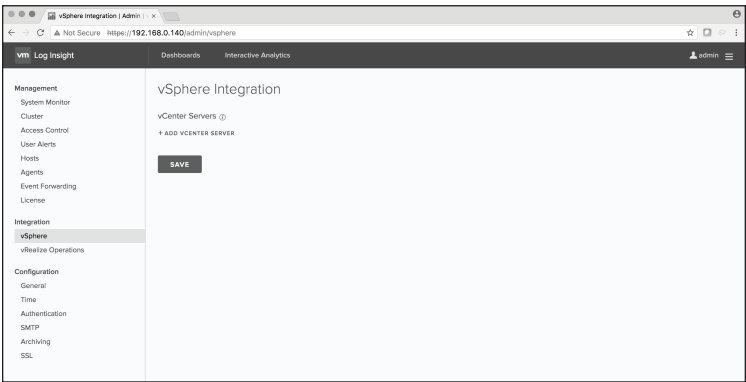 vSphere Integration | Admin |
Not Secure https://192.168.0.140/admin/vsphere
vm Log Insight
Dashboards
Interactive Analytics
admin
Management
System Monitor
Cluster
Access Control
User Alerts
Hosts
Agents
Event Forwarding
License
Integration
vSphere
vRealize Operations
Configuration
General
Time
Authentication
SMTP
Archiving
SSL
vSphere Integration
vCenter Servers
+ ADD VCENTER SERVER
SAVE